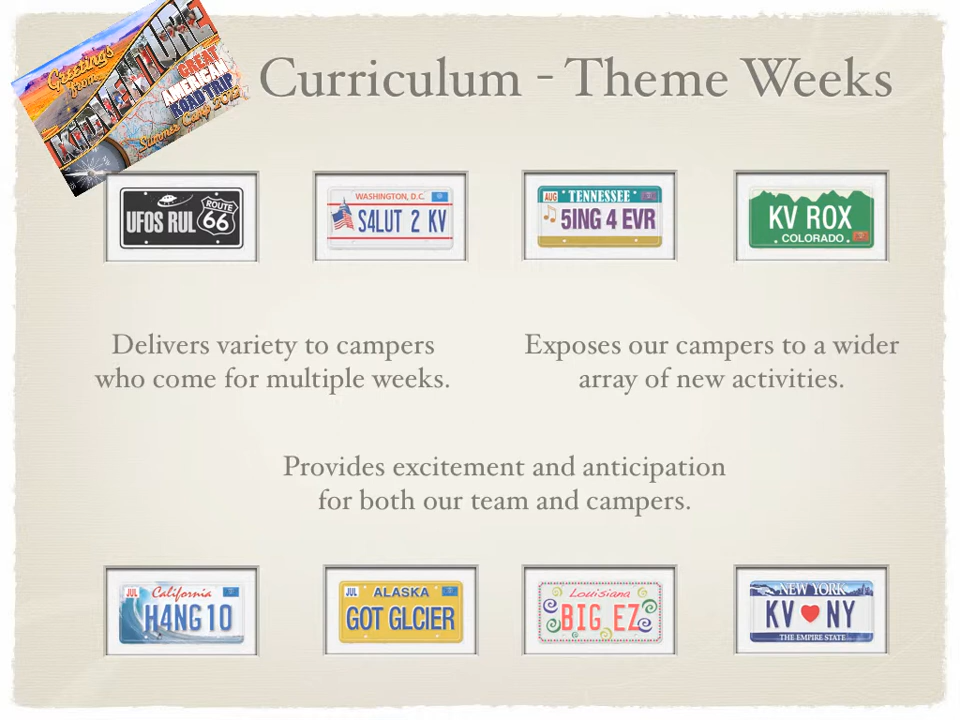 Greetings
from
KIDVENTURE
GREAT
AMERICAN
ROAD TRIP
Summer Camp
Curriculum - Theme Weeks
UFOS RUL ROUTE 66
WASHINGTON, D.C.
S4LUT 2 KV
AUG TENNESSEE
5ING 4 EVR
KV ROX
COLORADO
Delivers variety to campers
who come for multiple weeks.
Exposes our campers to a wider
array of new activities.
Provides excitement and anticipation
for both our team and campers.
JUL California
H4NG 10
JUL ALASKA
GOT GLCIER
Louisiana
BIG EZ
NEW YORK
KV NY
THE EMPIRE STATE